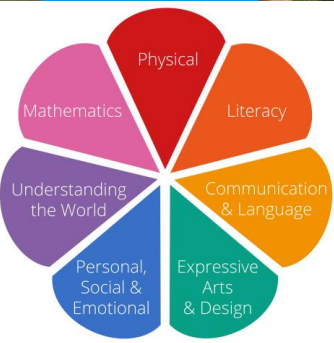 Physical
Literacy
Communication
& Language
Expressive
Arts
& Design
Personal,
Social &
Emotional
Understanding
the World
Mathematics